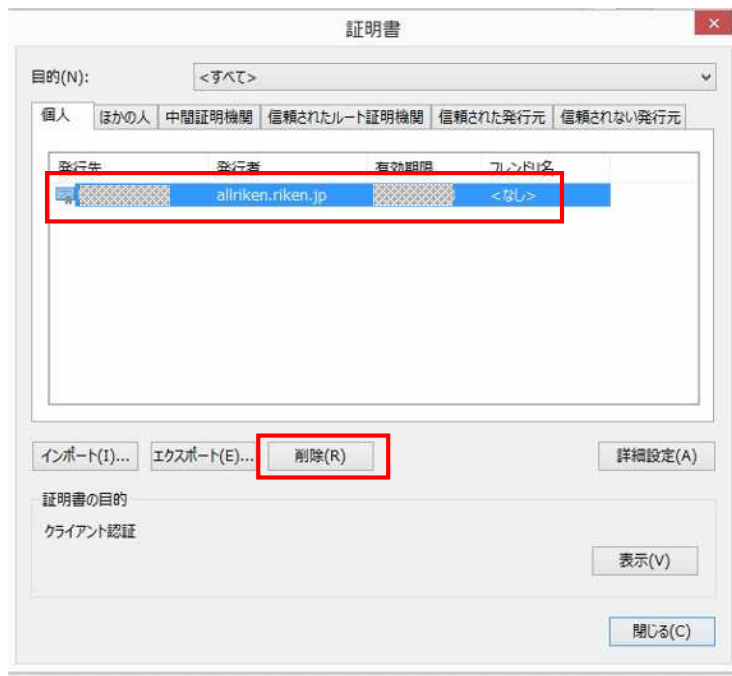 証明書
目的(N): <すべて>
個人 ほかの人 中間証明機関 信頼されたルート証明機関 信頼された発行元 信頼されない発行元
発行先 発行者 有効期限 フレンドリ名
allriken.riken.jp <なし>
インポート(I)... エクスポート(E)... 削除(R) 詳細設定(A)
証明書の目的
クライアント認証
表示(V)
閉じる(C)